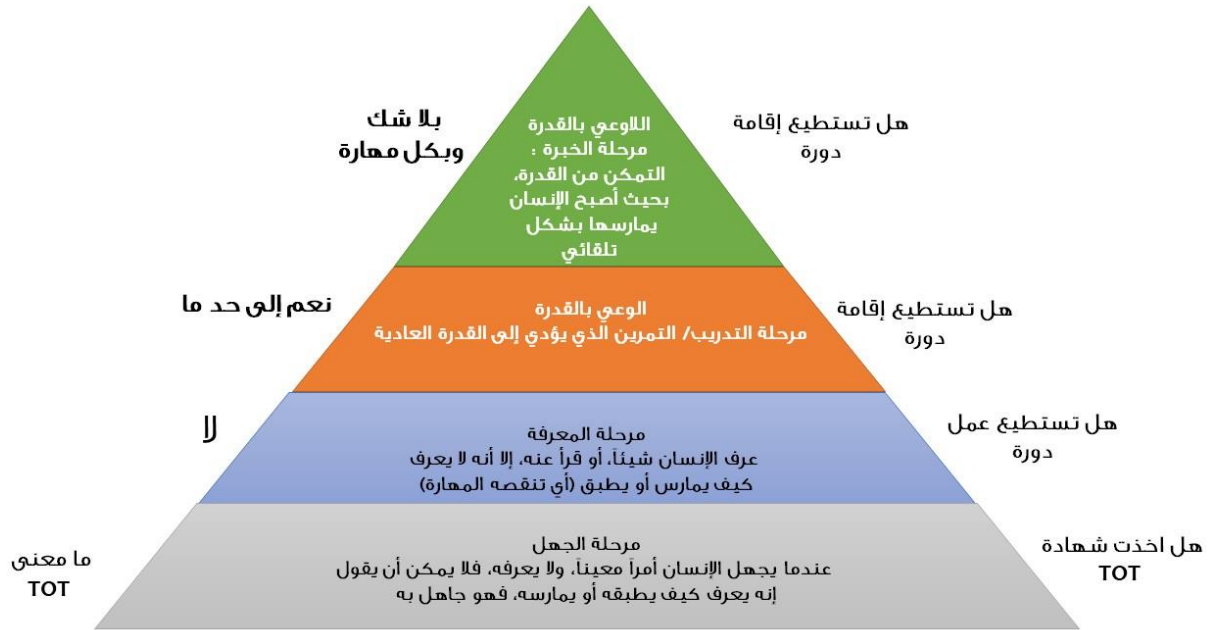 هل تستطيع إقامة
دورة
اللاوعي بالقدرة
مرحلة الخبرة :
التمكن من القدرة،
بحيث أصبح الإنسان
يمارسها بشكل
تلقائي
بلا شك
وبكل مهارة
هل تستطيع إقامة
دورة
الوعي بالقدرة
مرحلة التدريب/ التمرين الذي يؤدي إلى القدرة العادية
نعم إلى حد ما
هل تستطيع عمل
دورة
مرحلة المعرفة
عرف الإنسان شيئاً، أو قرأ عنه، إلا أنه لا يعرف
كيف يمارس أو يطبق (أي تنقصه المهارة)
لا
هل اخذت شهادة
TOT
مرحلة الجهل
عندما يجهل الإنسان أمراً معيناً، ولا يعرفه، فلا يمكن أن يقول
إنه يعرف كيف يطبقه أو يمارسه، فهو جاهل به
ما معنى
TOT